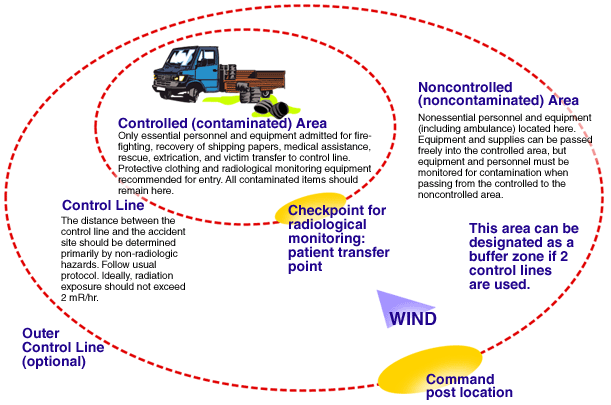 Controlled (contaminated) Area
Only essential personnel and equipment admitted for fire-
fighting, recovery of shipping papers, medical assistance,
rescue, extrication, and victim transfer to control line.
Protective clothing and radiological monitoring equipment
recommended for entry. All contaminated items should
remain here.
Noncontrolled
(noncontaminated) Area
Nonessential personnel and equipment
(including ambulance) located here.
Equipment and supplies can be passed
freely into the controlled area, but
equipment and personnel must be
monitored for contamination when
passing from the controlled to the
noncontrolled area.
Control Line
The distance between the
control line and the accident
site should be determined
primarily by non-radiologic
hazards. Follow usual
protocol. Ideally, radiation
exposure should not exceed
2 mR/hr.
Checkpoint for
radiological
monitoring:
patient transfer
point
This area can be
designated as a
buffer zone if 2
control lines
are used.
WIND
Outer
Control Line
(optional)
Command
post location